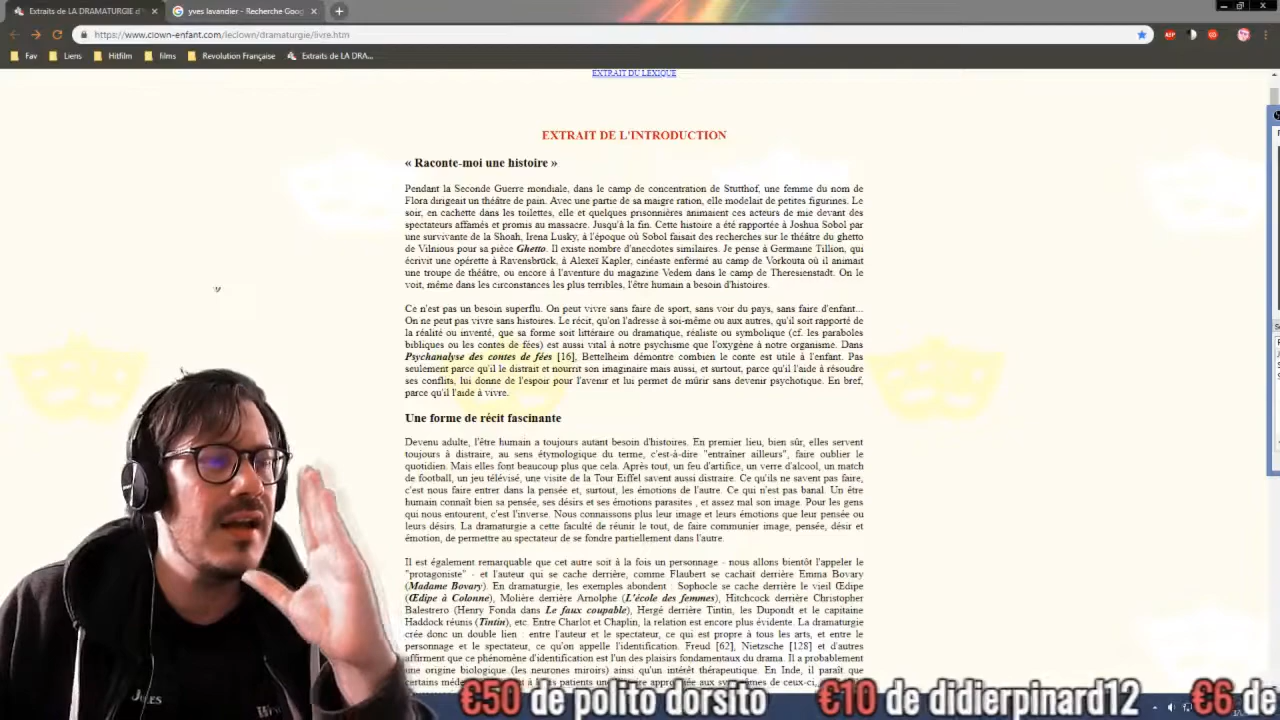 Extraits de LA DRAMATURGIE d'
yves lavandier - Recherche Goog
https://www.clown-enfant.com/leclown/dramaturgie/livre.htm
Fav Liens Hitfilm films Revolution Française Extraits de LA DRA...
EXTRAIT DU LEXIQUE
EXTRAIT DE L'INTRODUCTION
« Raconte-moi une histoire »
Pendant la Seconde Guerre mondiale, dans le camp de concentration de Stutthof, une femme du nom de
Flora dirigeait un théâtre de pain. Avec une partie de sa maigre ration, elle modelait de petites figurines. Le
soir, en cachette dans les toilettes, elle et quelques prisonnières animaient ces acteurs de mie devant des
spectateurs affamés et promis au massacre. Jusqu'à la fin. Cette histoire a été rapportée à Joshua Sobol par
une survivante de la Shoah, Irena Lusky, à l'époque où Sobol faisait des recherches sur le théâtre du ghetto
de Vilnious pour sa pièce Ghetto. Il existe nombre d'anecdotes similaires. Je pense à Germaine Tillion, qui
écrivit une opérette à Ravensbrück, à Alexeï Kapler, cinéaste enfermé au camp de Vorkouta où il animait
une troupe de théâtre, ou encore à l'aventure du magazine Vedem dans le camp de Theresienstadt. On le
voit, même dans les circonstances les plus terribles, l'être humain a besoin d'histoires.
Ce n'est pas un besoin superflu. On peut vivre sans faire de sport, sans voir du pays, sans faire d'enfant...
On ne peut pas vivre sans histoires. Le récit, qu'on l'adresse à soi-même ou aux autres, qu'il soit rapporté de
la réalité ou inventé, que sa forme soit littéraire ou dramatique, réaliste ou symbolique (cf. les paraboles
bibliques ou les contes de fées) est aussi vital à notre psychisme que l'oxygène à notre organisme. Dans
Psychanalyse des contes de fées [16], Bettelheim démontre combien le conte est utile à l'enfant. Pas
seulement parce qu'il le distrait et nourrit son imaginaire mais aussi, et surtout, parce qu'il l'aide à résoudre
ses conflits, lui donne de l'espoir pour l'avenir et lui permet de mûrir sans devenir psychotique. En bref,
parce qu'il l'aide à vivre.
Une forme de récit fascinante
Devenu adulte, l'être humain a toujours autant besoin d'histoires. En premier lieu, bien sûr, elles servent
toujours à distraire, au sens étymologique du terme, c'est-à-dire "entraîner ailleurs", faire oublier le
quotidien. Mais elles font beaucoup plus que cela. Après tout, un feu d'artifice, un verre d'alcool, un match
de football, un jeu télévisé, une visite de la Tour Eiffel savent aussi distraire. Ce qu'ils ne savent pas faire,
c'est nous faire entrer dans la pensée et, surtout, les émotions de l'autre. Ce qui n'est pas banal. Un être
humain connaît bien sa pensée, ses désirs et ses émotions parasites , et assez mal son image. Pour les gens
qui nous entourent, c'est l'inverse. Nous connaissons plus leur image et leurs émotions que leur pensée ou
leurs désirs. La dramaturgie a cette faculté de réunir le tout, de faire communier image, pensée, désir et
émotion, de permettre au spectateur de se fondre partiellement dans l'autre.
Il est également remarquable que cet autre soit à la fois un personnage - nous allons bientôt l'appeler le
"protagoniste" - et l'auteur qui se cache derrière, comme Flaubert se cachait derrière Emma Bovary
(Madame Bovary). En dramaturgie, les exemples abondent : Sophocle se cache derrière le vieil Œdipe
(Œdipe à Colonne), Molière derrière Arnolphe (L'école des femmes), Hitchcock derrière Christopher
Balestrero (Henry Fonda dans Le faux coupable), Hergé derrière Tintin, les Dupondt et le capitaine
Haddock réunis (Tintin), etc. Entre Charlot et Chaplin, la relation est encore plus évidente. La dramaturgie
crée donc un double lien : entre l'auteur et le spectateur, ce qui est propre à tous les arts, et entre le
personnage et le spectateur, ce qu'on appelle l'identification. Freud [62], Nietzsche [128] et d'autres
affirment que ce phénomène d'identification est l'un des plaisirs fondamentaux du drama. Il a probablement
une origine biologique (les neurones miroirs) ainsi qu'un intérêt thérapeutique. En Inde, il paraît que
€50 de polito dorsito €10 de didierpinard12 €6 de